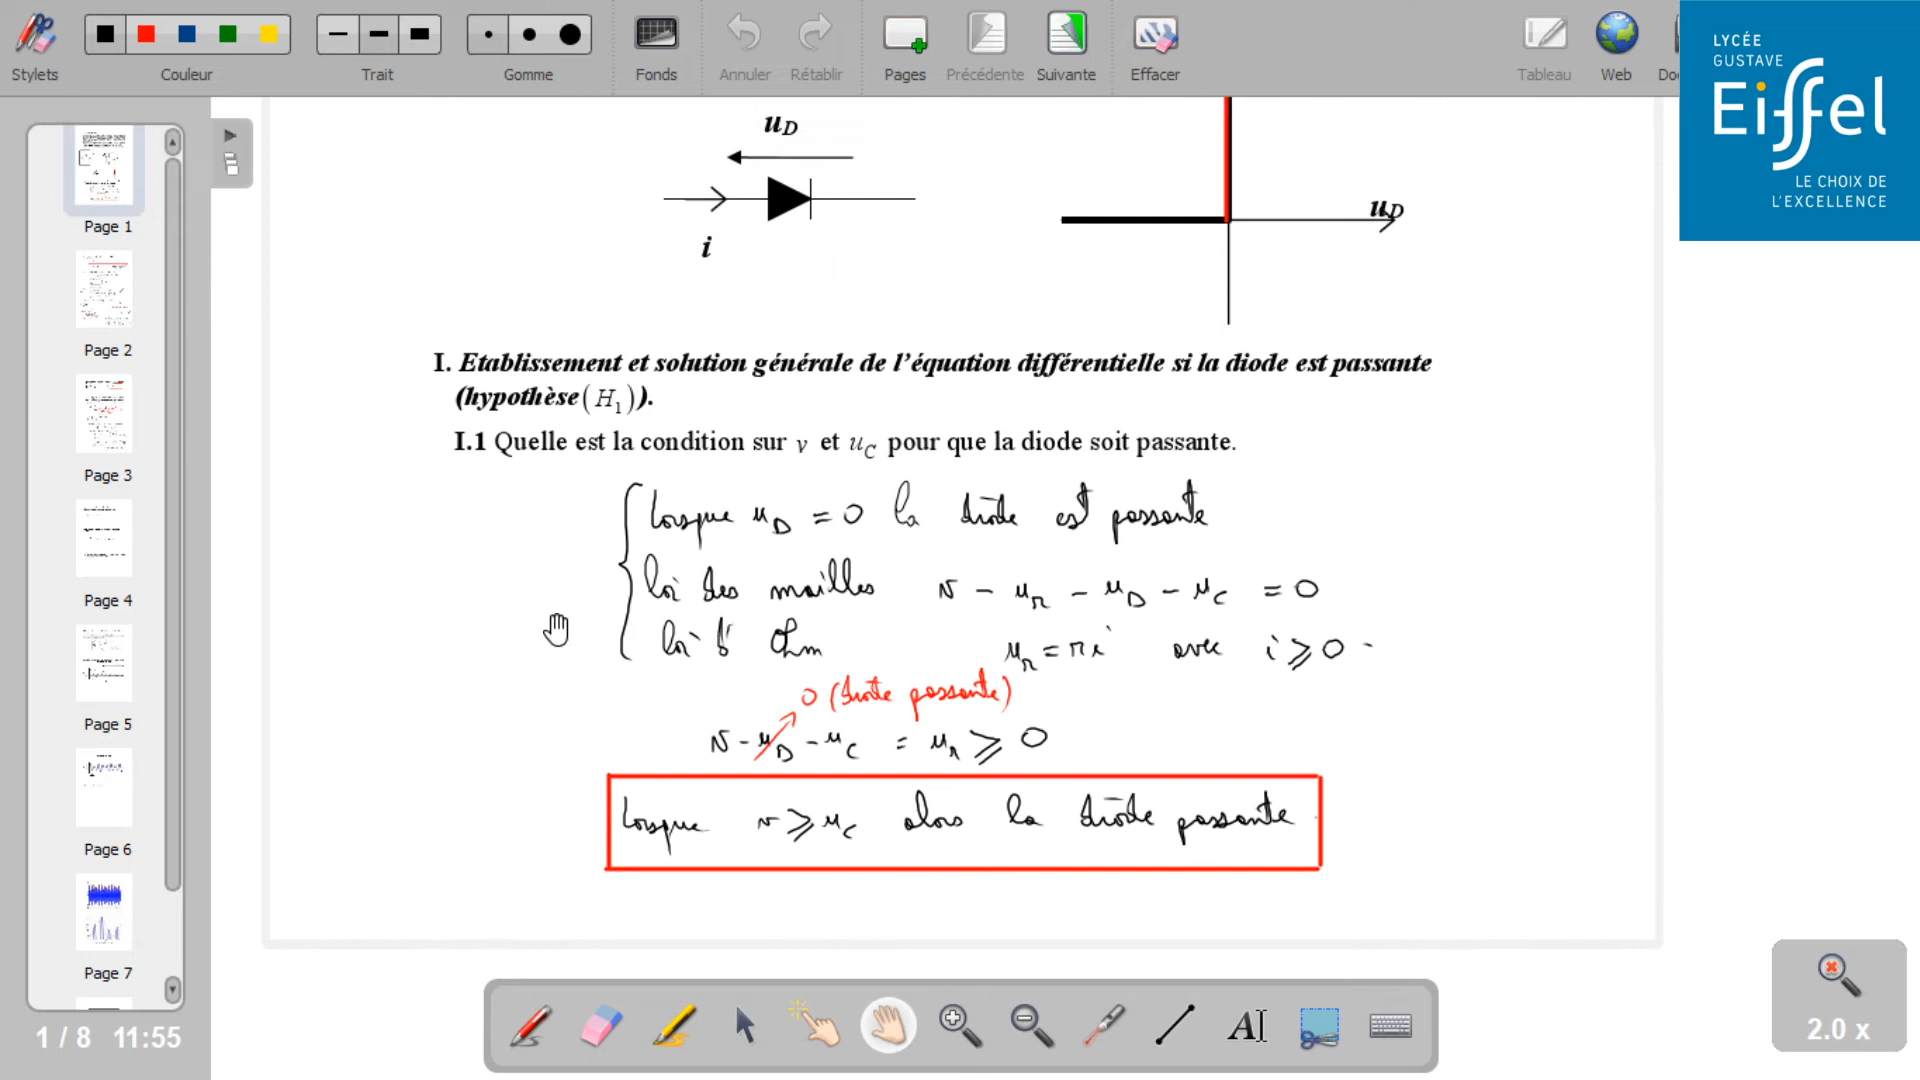 Stylets
Couleur
Trait
Gomme
Fonds
Annuler
Rétablir
Pages
Précédente
Suivante
Effacer
Tableau
Web
LYCÉE
GUSTAVE
Eiffel
LE CHOIX DE
L'EXCELLENCE
Page 1
Page 2
Page 3
Page 4
Page 5
Page 6
Page 7
1 / 8 11:55
u_D
i
u_D
I. Etablissement et solution générale de l'équation différentielle si la diode est passante
(hypothèse(H_1)).
I.1 Quelle est la condition sur v et u_C pour que la diode soit passante.
Lorsque u_D = 0 la diode est passante
loi des mailles v - u_r - u_D - u_C = 0
loi d' Ohm u_r = r i avec i ⩾ 0
0 (diode passante)
v - u_D - u_C = u_r ⩾ 0
Lorsque v ⩾ u_C alors la diode passante
2.0 x